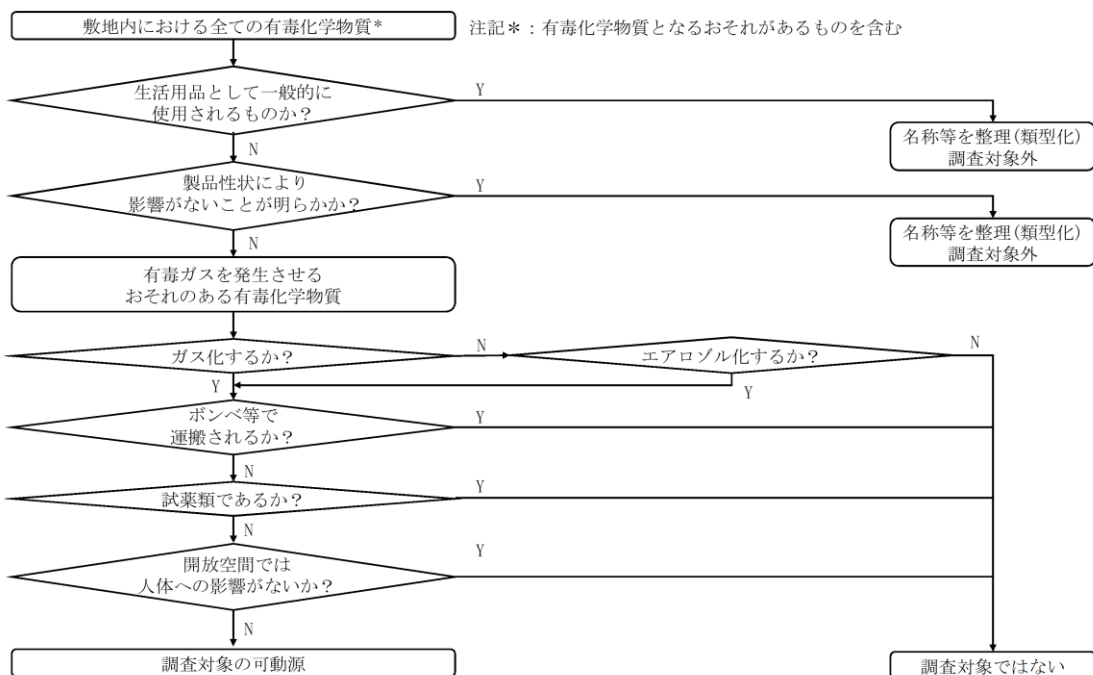 敷地内における全ての有毒化学物質*
注記*:有毒化学物質となるおそれがあるものを含む
生活用品として一般的に
使用されるものか?
Y
名称等を整理(類型化)
調査対象外
N
製品性状により
影響がないことが明らかか?
Y
名称等を整理(類型化)
調査対象外
N
有毒ガスを発生させる
おそれのある有毒化学物質
ガス化するか?
N
エアロゾル化するか?
N
Y
Y
ボンベ等で
運搬されるか?
Y
N
試薬類であるか?
Y
N
開放空間では
人体への影響がないか?
Y
N
調査対象の可動源
調査対象ではない